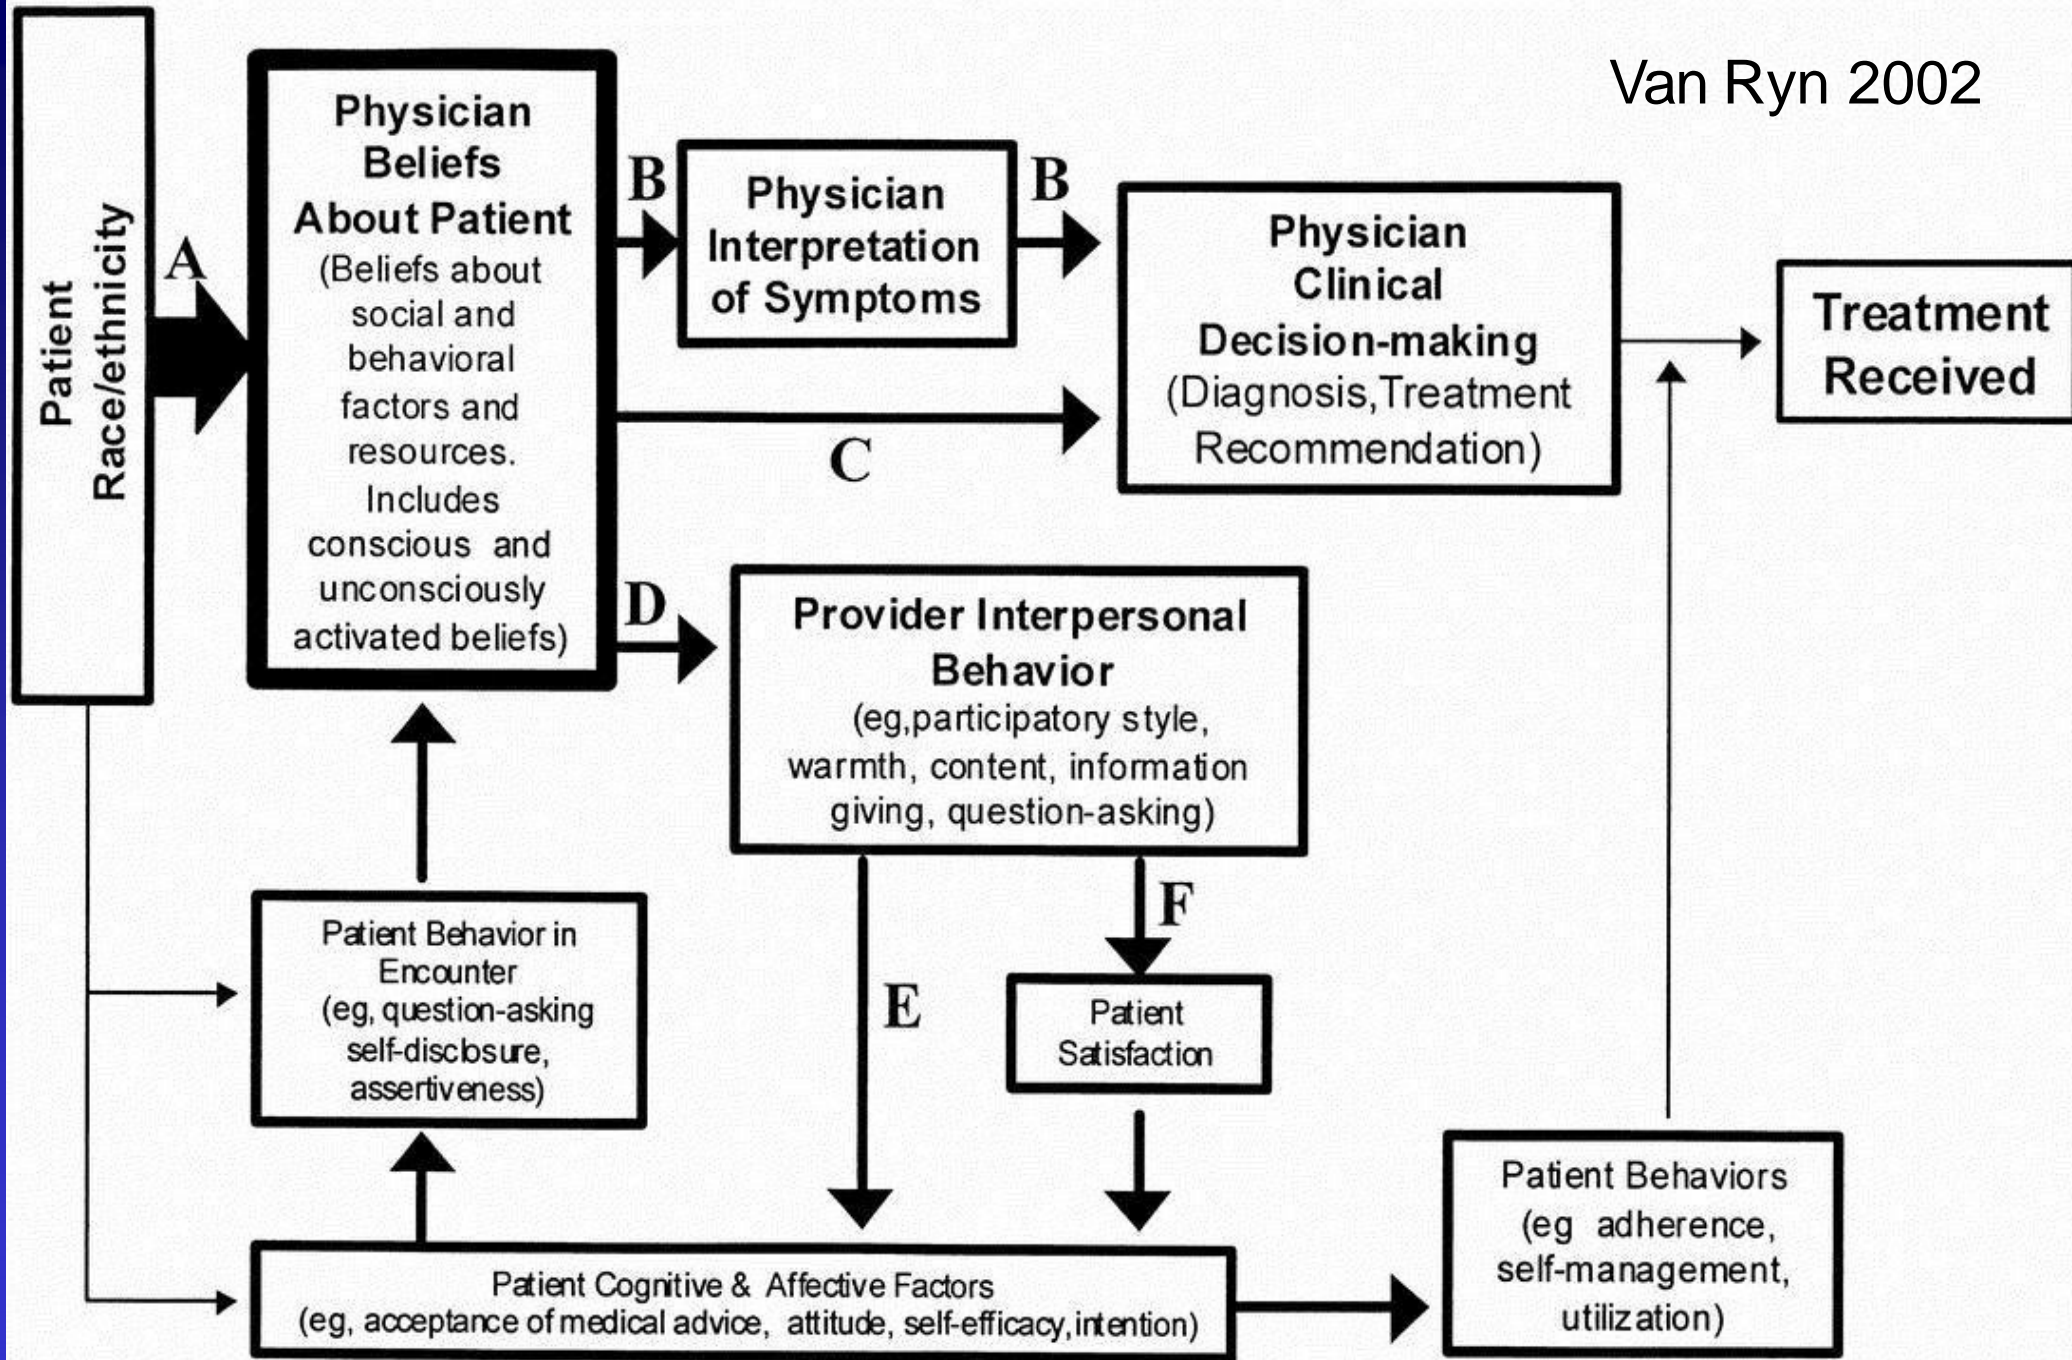 Van Ryn 2002
Patient
Race/ethnicity
A
Physician
Beliefs
About Patient
(Beliefs about
social and
behavioral
factors and
resources.
Includes
conscious and
unconsciously
activated beliefs)
B
Physician
Interpretation
of Symptoms
B
Physician
Clinical
Decision-making
(Diagnosis,Treatment
Recommendation)
Treatment
Received
C
D
Provider Interpersonal
Behavior
(eg,participatory style,
warmth, content, information
giving, question-asking)
E
F
Patient
Satisfaction
Patient Behavior in
Encounter
(eg, question-asking
self-disclosure,
assertiveness)
Patient Cognitive & Affective Factors
(eg, acceptance of medical advice, attitude, self-efficacy,intention)
Patient Behaviors
(eg adherence,
self-management,
utilization)